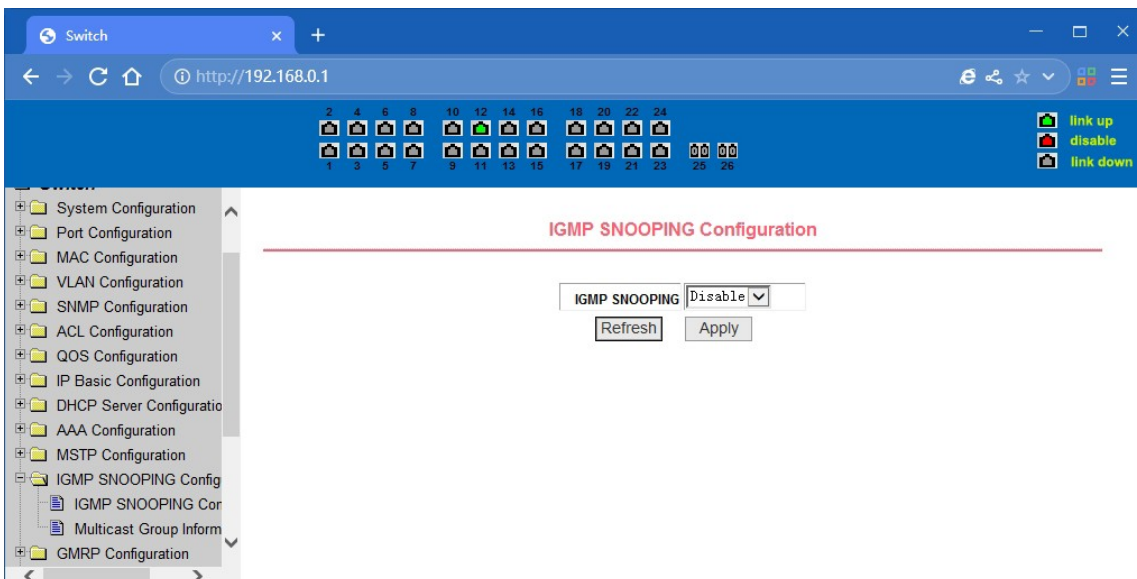 Switch
http://192.168.0.1
2 4 6 8 10 12 14 16 18 20 22 24
1 3 5 7 9 11 13 15 17 19 21 23 25 26
link up
disable
link down
System Configuration
Port Configuration
MAC Configuration
VLAN Configuration
SNMP Configuration
ACL Configuration
QOS Configuration
IP Basic Configuration
DHCP Server Configuratio
AAA Configuration
MSTP Configuration
IGMP SNOOPING Config
IGMP SNOOPING Con
Multicast Group Inform
GMRP Configuration
IGMP SNOOPING Configuration
IGMP SNOOPING Disable
Refresh Apply